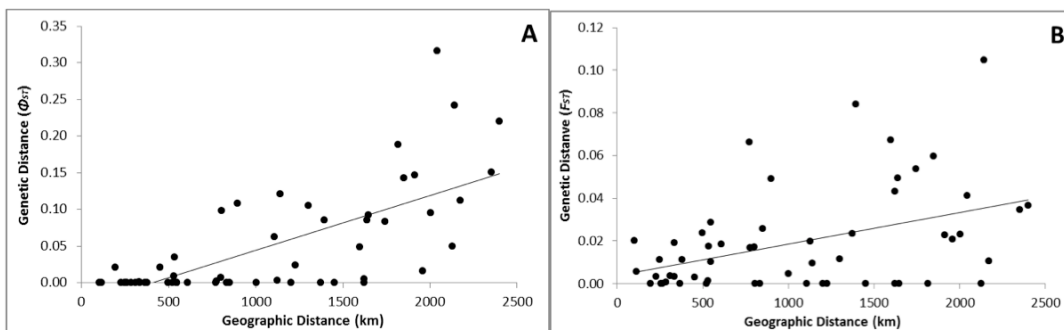 A
Genetic Distance (ΦST)
0.35
0.30
0.25
0.20
0.15
0.10
0.05
0.00
0 500 1000 1500 2000 2500
Geographic Distance (km)
B
Genetic Distanve (FST)
0.12
0.10
0.08
0.06
0.04
0.02
0.00
0 500 1000 1500 2000 2500
Geographic Distance (km)